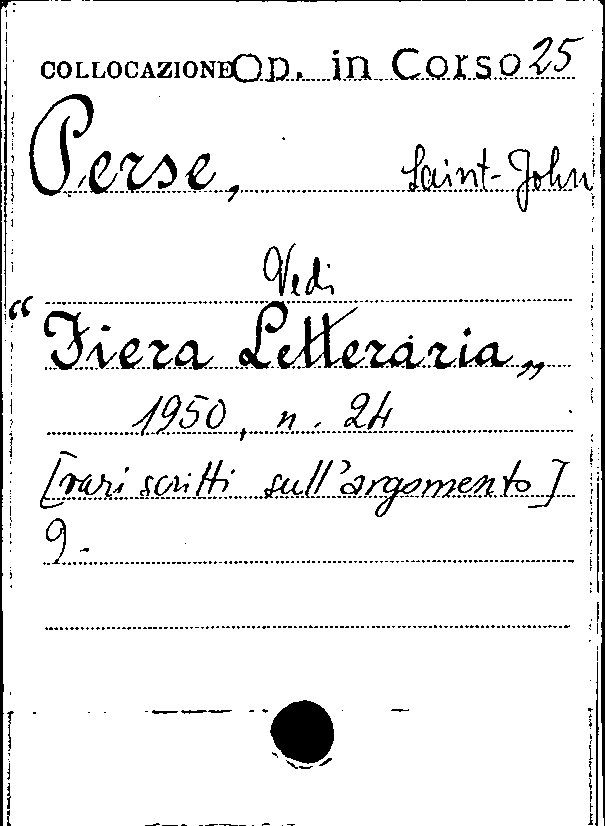 COLLOCAZIONE Op. in Corso 25
Perse, Saint-John
Vedi
"Fiera Letteraria„
1950, n. 24
[vari scritti sull'argomento]
9.-